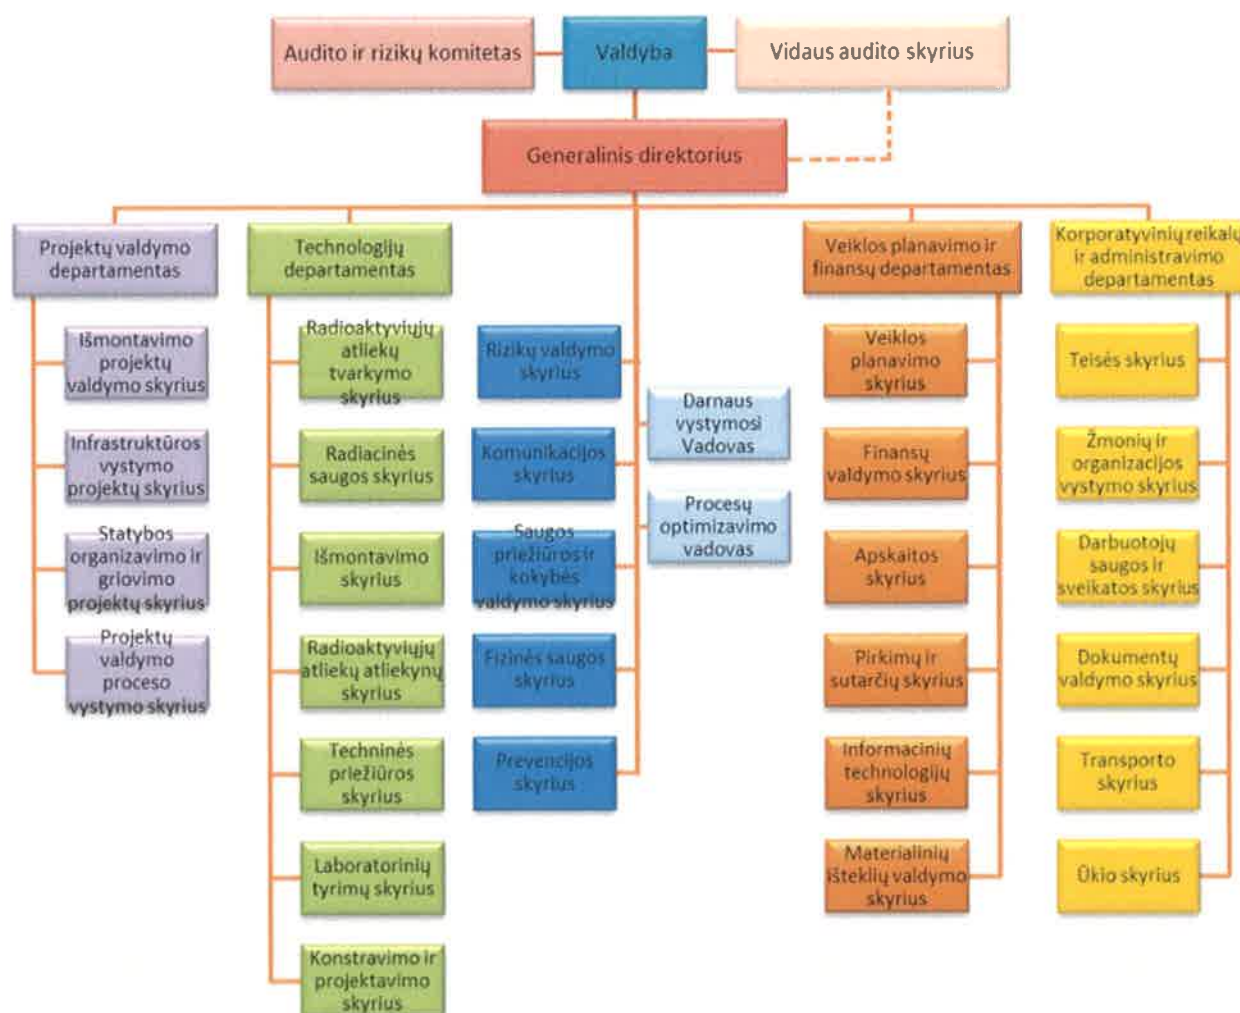 Audito ir rizikų komitetas
Valdyba
Vidaus audito skyrius
Generalinis direktorius
Projektų valdymo
departamentas
Technologijų
departamentas
Veiklos planavimo ir
finansų departamentas
Korporatyvinių reikalų
ir administravimo
departamentas
Išmontavimo
projektų
valdymo skyrius
Infrastruktūros
vystymo
projektų skyrius
Statybos
organizavimo ir
griovimo
projektų skyrius
Projektų
valdymo
proceso
vystymo skyrius
Radioaktyviųjų
atliekų
tvarkymo
skyrius
Radiacinės
saugos skyrius
Išmontavimo
skyrius
Radioaktyviųjų
atliekų atliekynų
skyrius
Techninės
priežiūros
skyrius
Laboratorinių
tyrimų skyrius
Konstravimo ir
projektavimo
skyrius
Rizikų valdymo
skyrius
Komunikacijos
skyrius
Saugos
priežiūros ir
kokybės
valdymo skyrius
Fizinės saugos
skyrius
Prevencijos
skyrius
Darnaus
vystymosi
Vadovas
Procesų
optimizavimo
vadovas
Veiklos
planavimo
skyrius
Finansų
valdymo skyrius
Apskaitos
skyrius
Pirkimų ir
sutarčių skyrius
Informacinių
technologijų
skyrius
Materialinių
išteklių valdymo
skyrius
Teisės skyrius
Žmonių ir
organizacijos
vystymo skyrius
Darbuotojų
saugos ir
sveikatos skyrius
Dokumentų
valdymo skyrius
Transporto
skyrius
Ūkio skyrius